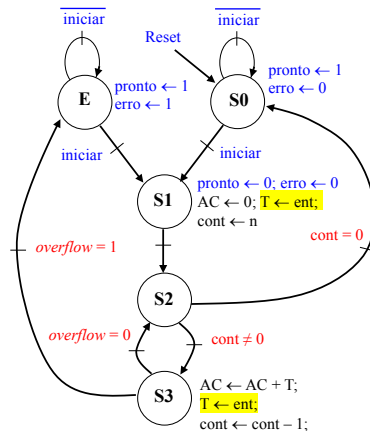 iniciar
iniciar
Reset
pronto ← 1
erro ← 1
E
pronto ← 1
erro ← 0
S0
iniciar
iniciar
S1
pronto ← 0; erro ← 0
AC ← 0; T ← ent;
cont ← n
overflow = 1
cont = 0
S2
overflow = 0
cont ≠ 0
S3
AC ← AC + T;
T ← ent;
cont ← cont – 1;